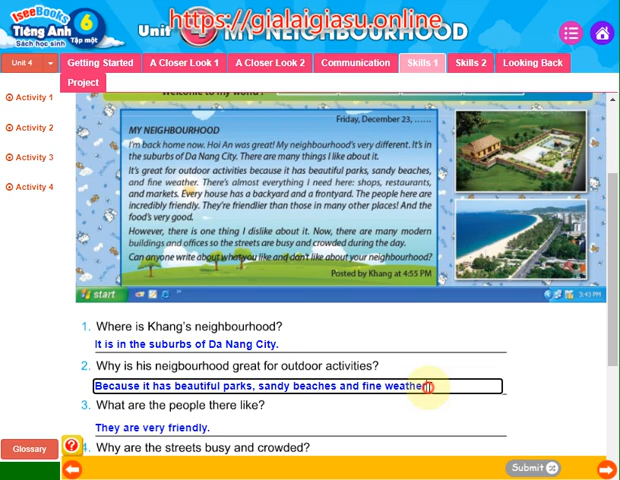 IseeBooks
Tiếng Anh 6
Sách học sinh Tập một
Unit
MY NEIGHBOURHOOD
https://gialaigiasu.online
Unit 4
Getting Started
A Closer Look 1
A Closer Look 2
Communication
Skills 1
Skills 2
Looking Back
Project
Activity 1
Activity 2
Activity 3
Activity 4
Welcome to my world !
Friday, December 23, ......
MY NEIGHBOURHOOD
I'm back home now. Hoi An was great! My neighbourhood's very different. It's in
the suburbs of Da Nang City. There are many things I like about it.
It's great for outdoor activities because it has beautiful parks, sandy beaches,
and fine weather. There's almost everything I need here: shops, restaurants,
and markets. Every house has a backyard and a frontyard. The people here are
incredibly friendly. They're friendlier than those in many other places! And the
food's very good.
However, there is one thing I dislike about it. Now, there are many modern
buildings and offices so the streets are busy and crowded during the day.
Can anyone write about what you like and don't like about your neighbourhood?
Posted by Khang at 4:55 PM
start
3:43 PM
1. Where is Khang's neighbourhood?
It is in the suburbs of Da Nang City.
2. Why is his neigbourhood great for outdoor activities?
Because it has beautiful parks, sandy beaches and fine weather
3. What are the people there like?
They are very friendly.
4. Why are the streets busy and crowded?
Glossary
?
Submit